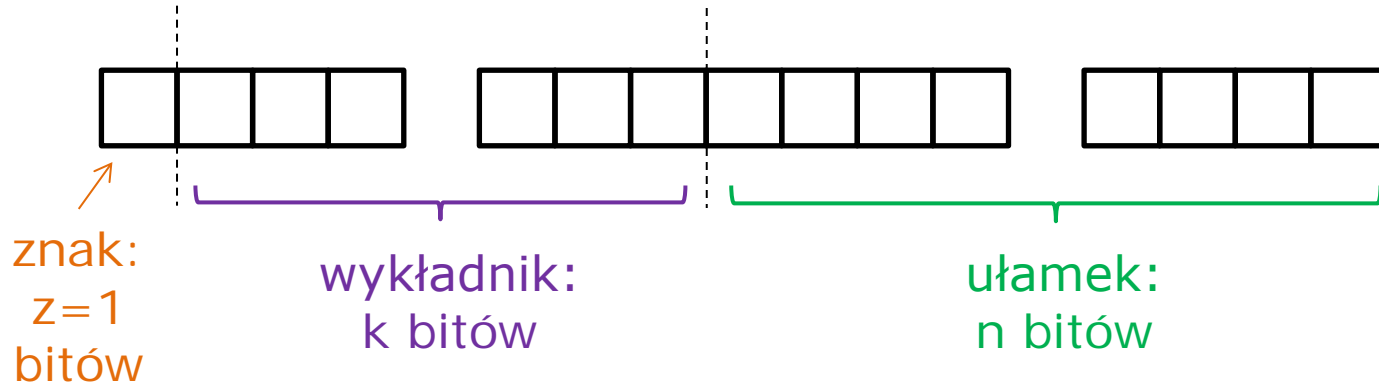 znak:
z=1
bitów
wykładnik:
k bitów
ułamek:
n bitów